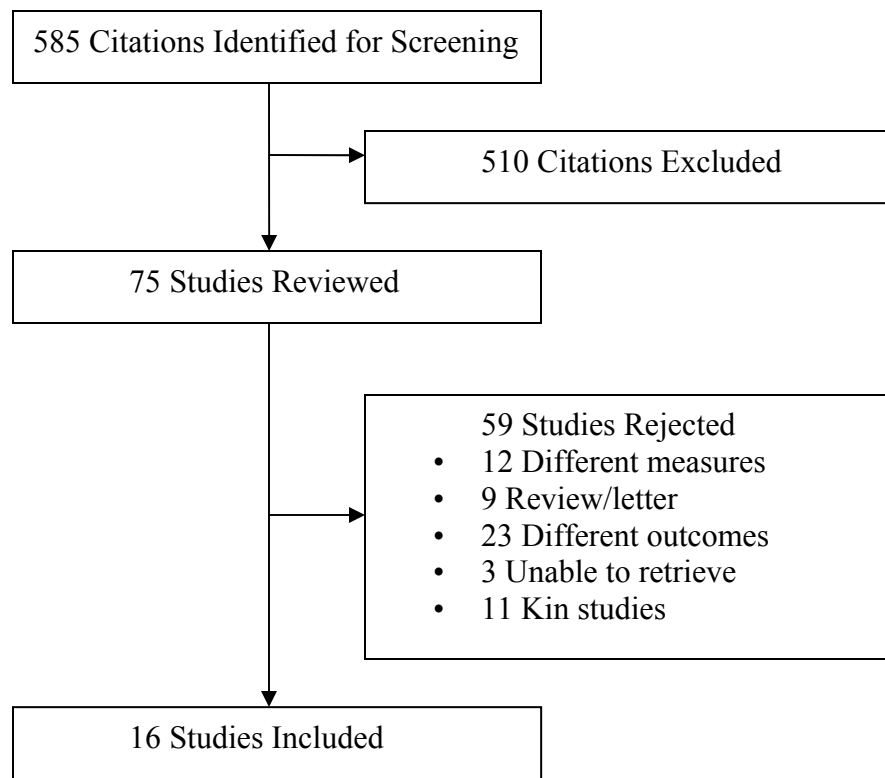 585 Citations Identified for Screening
510 Citations Excluded
75 Studies Reviewed
59 Studies Rejected
• 12 Different measures
• 9 Review/letter
• 23 Different outcomes
• 3 Unable to retrieve
• 11 Kin studies
16 Studies Included